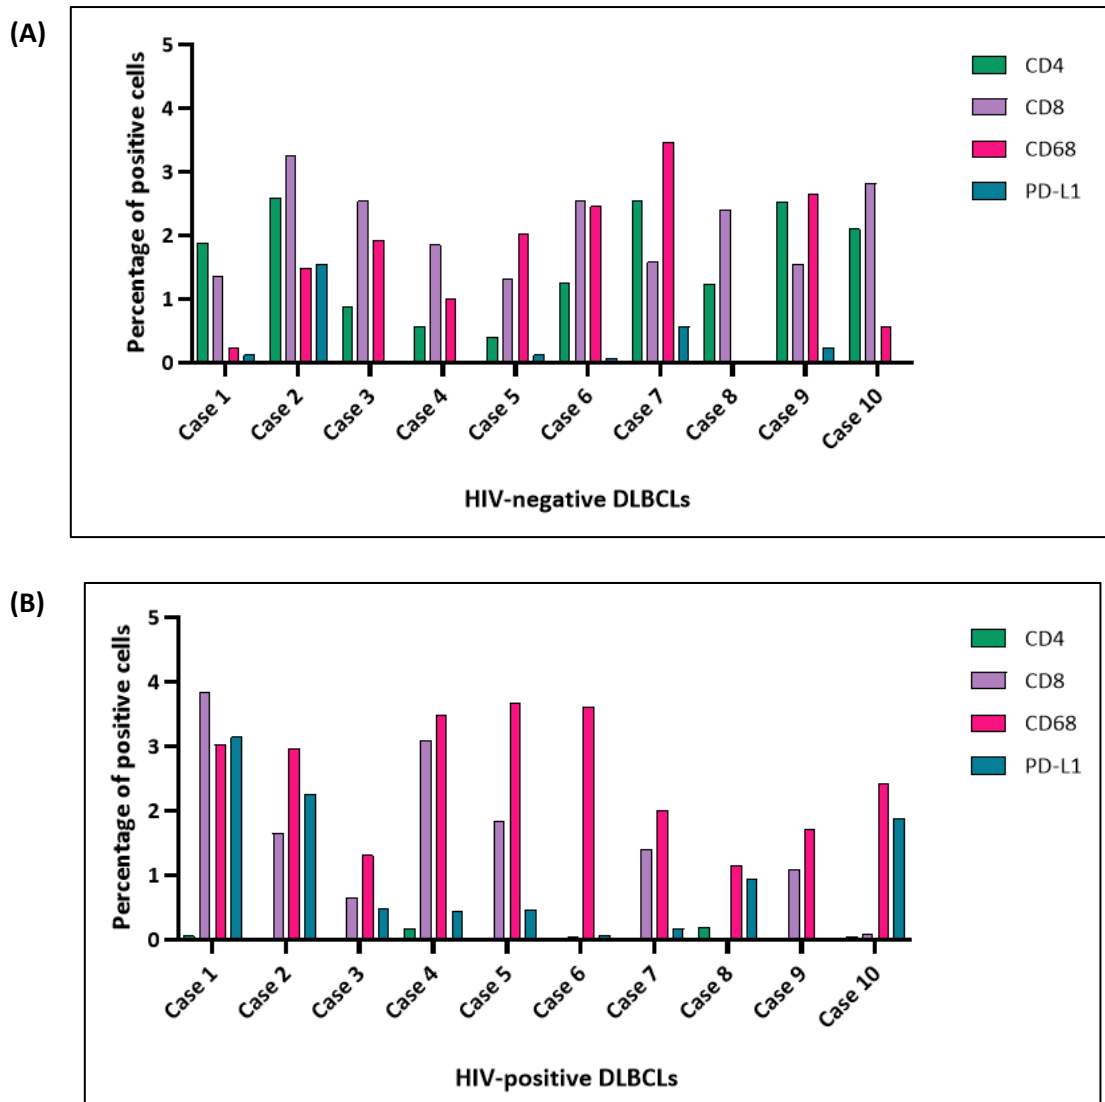 (A)
Percentage of positive cells
5
4
3
2
1
0
CD4
CD8
CD68
PD-L1
Case 1
Case 2
Case 3
Case 4
Case 5
Case 6
Case 7
Case 8
Case 9
Case 10
HIV-negative DLBCLs
(B)
Percentage of positive cells
5
4
3
2
1
0
CD4
CD8
CD68
PD-L1
Case 1
Case 2
Case 3
Case 4
Case 5
Case 6
Case 7
Case 8
Case 9
Case 10
HIV-positive DLBCLs